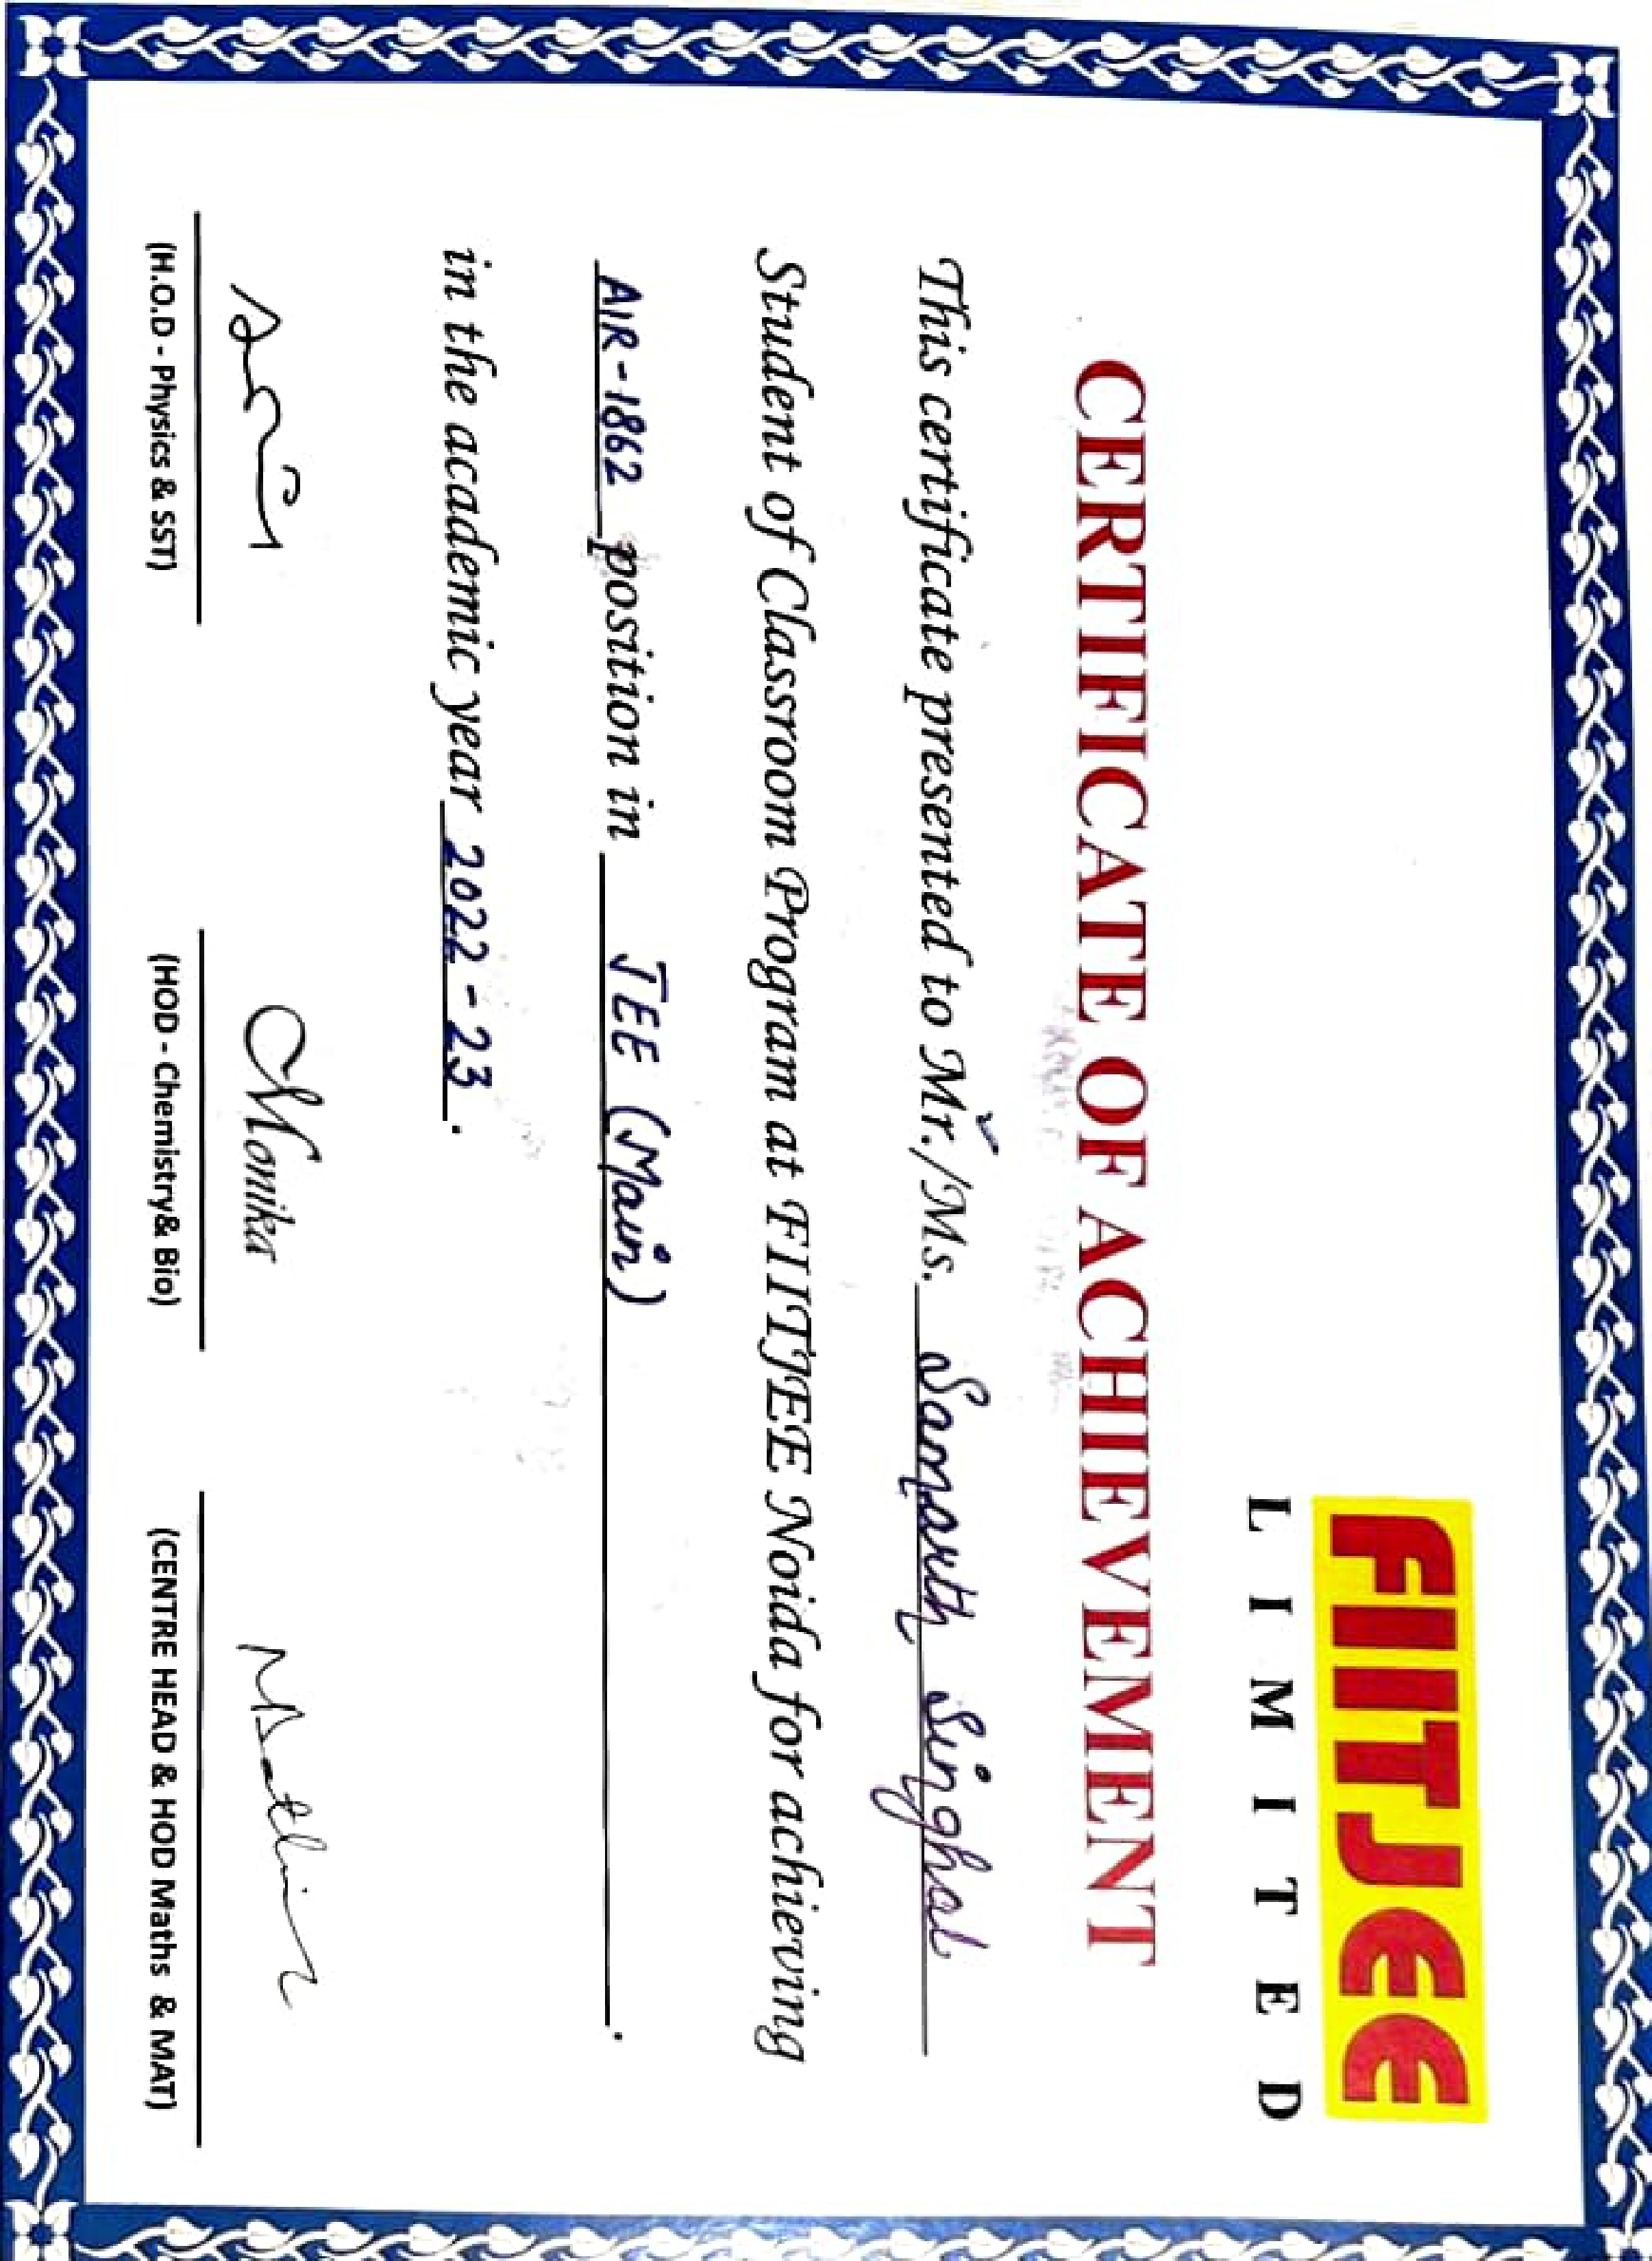 FIITJEE
LIMITED
CERTIFICATE OF ACHIEVEMENT
This certificate presented to Mr./Ms. Samarth Singhal
Student of Classroom Program at FIITJEE Noida for achieving
AIR-1862 position in JEE (Main).
in the academic year 2022-23.
Monika
(H.O.D - Physics & SST) (HOD - Chemistry& Bio) (CENTRE HEAD & HOD Maths & MAT)